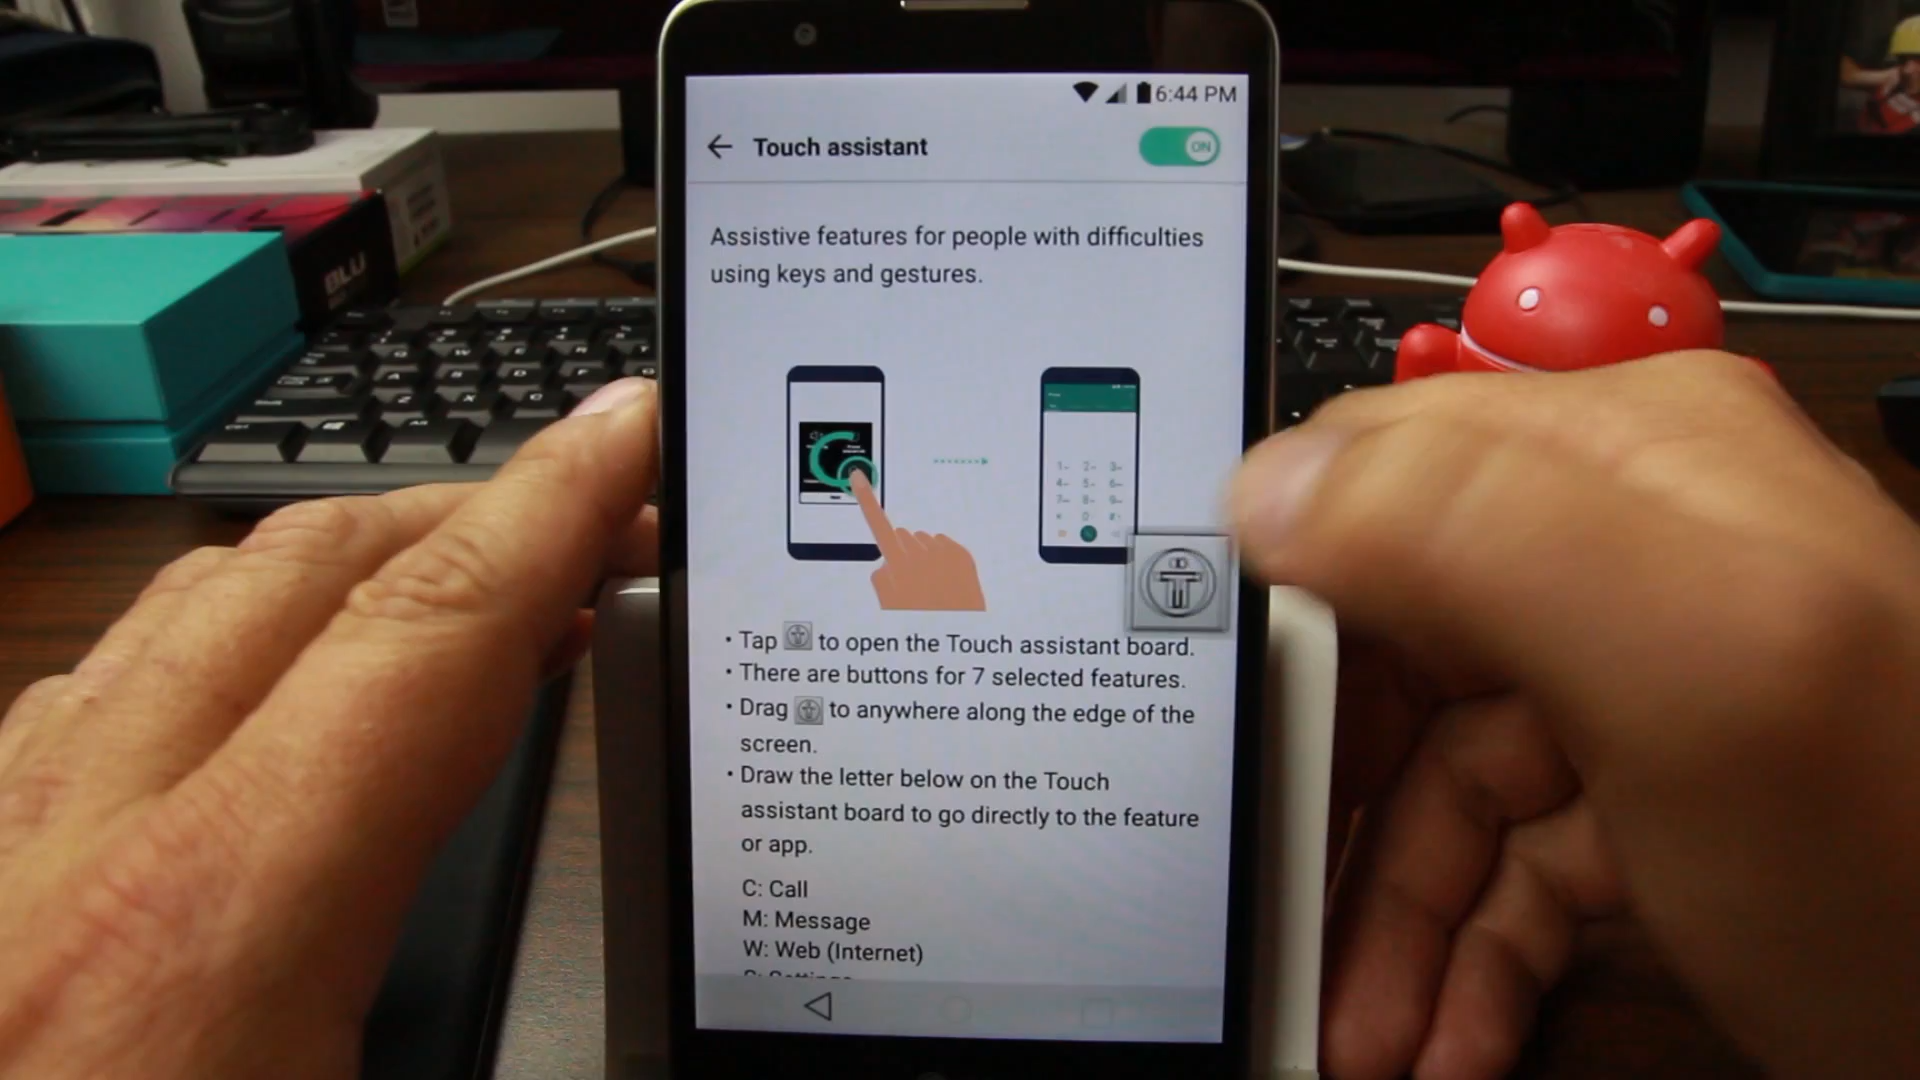 6:44 PM
Touch assistant
ON
Assistive features for people with difficulties
using keys and gestures.
• Tap to open the Touch assistant board.
• There are buttons for 7 selected features.
• Drag to anywhere along the edge of the
screen.
• Draw the letter below on the Touch
assistant board to go directly to the feature
or app.
C: Call
M: Message
W: Web (Internet)
BLU